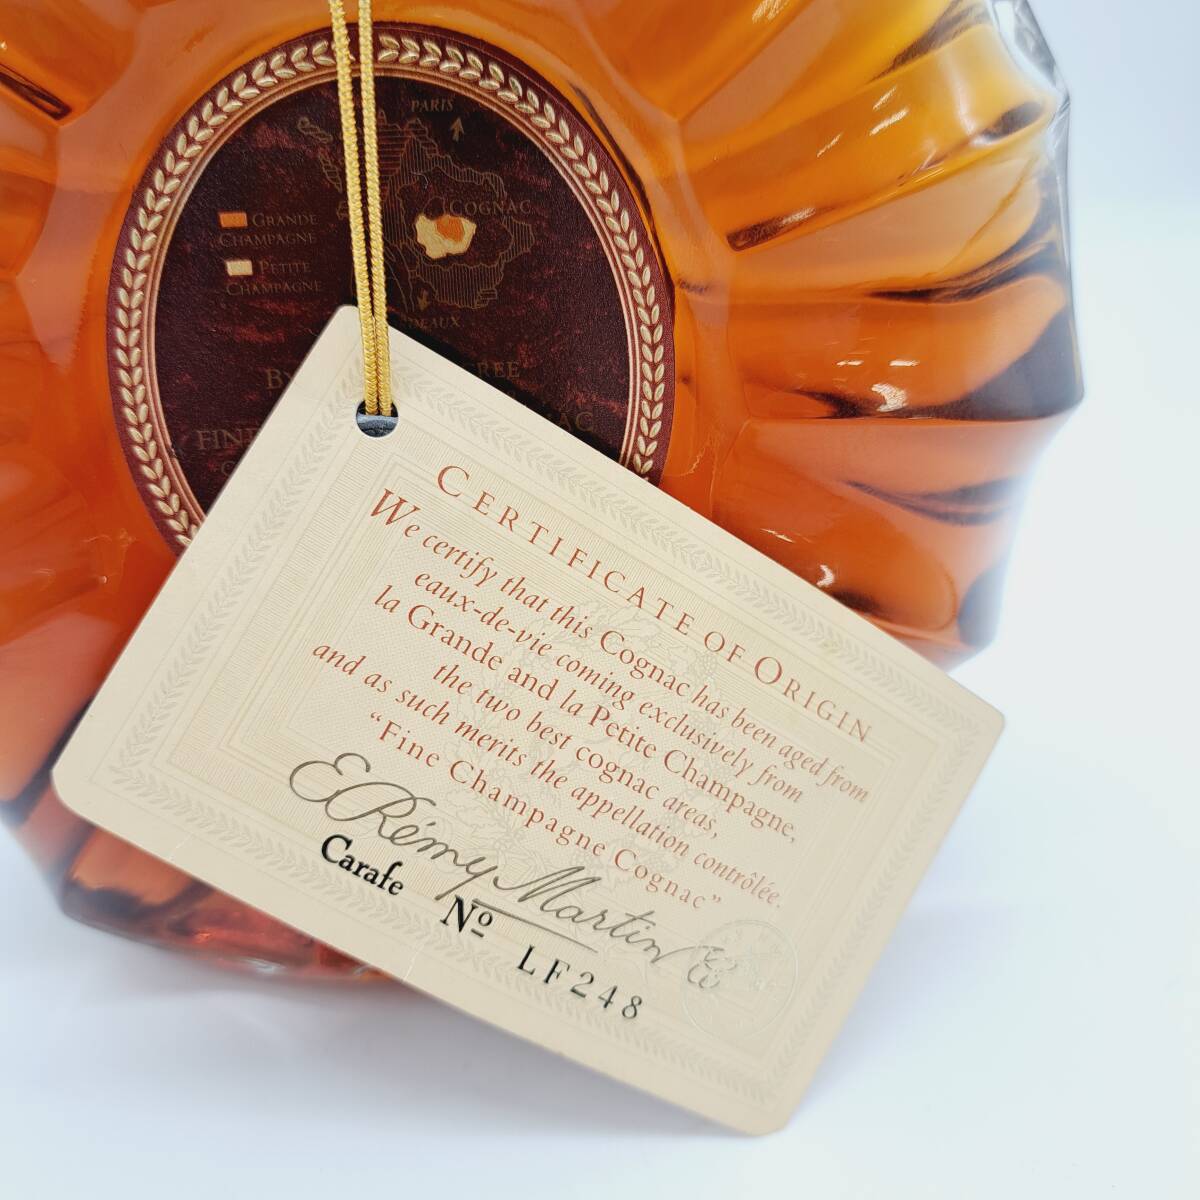 PARIS
COGNAC
GRANDE
CHAMPAGNE
PETITE
CHAMPAGNE
FINE
CERTIFICATE OF ORIGIN
We certify that this Cognac has been aged from
eaux-de-vie coming exclusively from
la Grande and la Petite Champagne,
the two best cognac areas,
and as such merits the appellation contrôlée.
“Fine Champagne Cognac”
E Rémy Martin & Co
Carafe Nº LF248